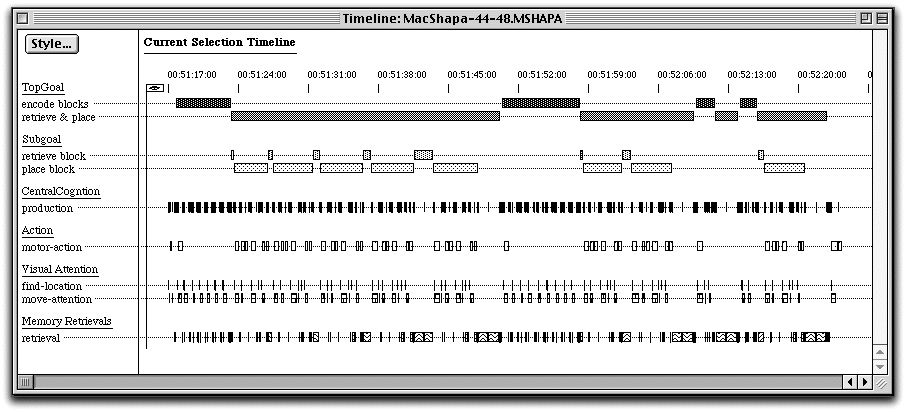 Timeline: MacShapa-44-48.MSHAPA
Style...
Current Selection Timeline
00:51:17:00 00:51:24:00 00:51:31:00 00:51:38:00 00:51:45:00 00:51:52:00 00:51:59:00 00:52:06:00 00:52:13:00 00:52:20:00 0
TopGoal
encode blocks
retrieve & place
Subgoal
retrieve block
place block
CentralCogntion
production
Action
motor-action
Visual Attention
find-location
move-attention
Memory Retrievals
retrieval